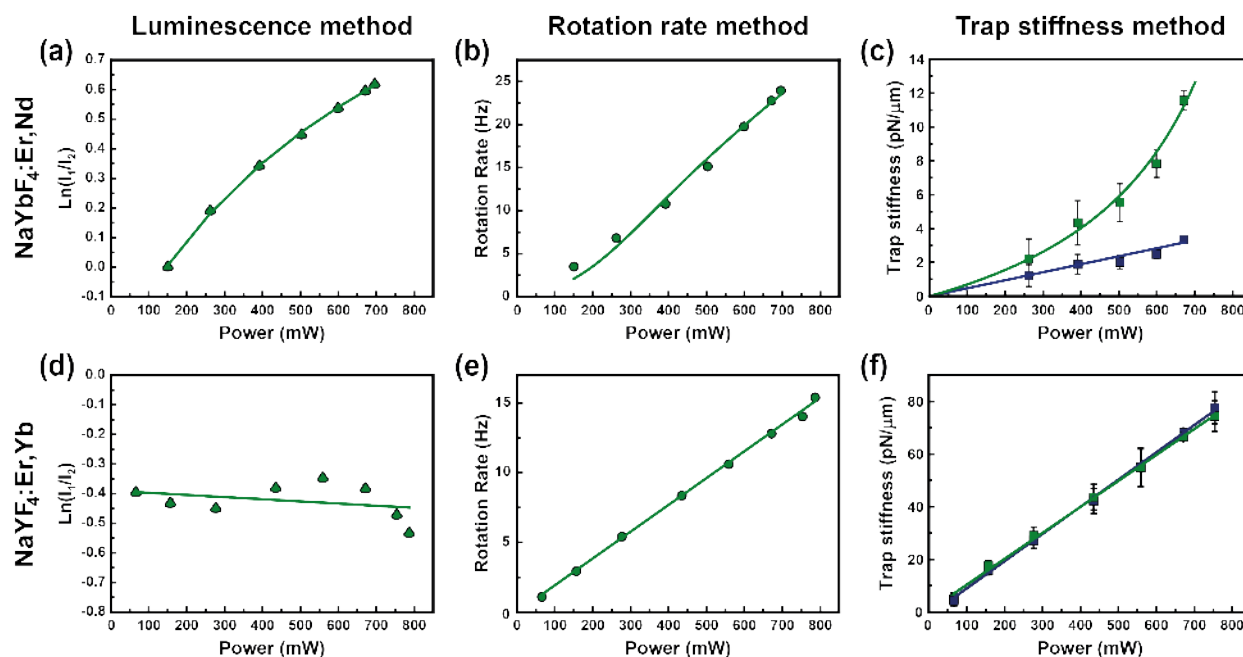 Luminescence method
Rotation rate method
Trap stiffness method
NaYbF₄:Er,Nd
(a)
Ln(I₁/I₂)
0.7
0.6
0.5
0.4
0.3
0.2
0.1
0.0
-0.1
0 100 200 300 400 500 600 700 800
Power (mW)
(b)
Rotation Rate (Hz)
25
20
15
10
5
0
0 100 200 300 400 500 600 700 800
Power (mW)
(c)
Trap stiffness (pN/μm)
14
12
10
8
6
4
2
0
0 100 200 300 400 500 600 700 800
Power (mW)
NaYF₄:Er,Yb
(d)
Ln(I₁/I₂)
0.0
-0.1
-0.2
-0.3
-0.4
-0.5
-0.6
-0.7
-0.8
0 100 200 300 400 500 600 700 800
Power (mW)
(e)
Rotation Rate (Hz)
15
10
5
0
0 100 200 300 400 500 600 700 800
Power (mW)
(f)
Trap stiffness (pN/μm)
80
60
40
20
0
0 100 200 300 400 500 600 700 800
Power (mW)